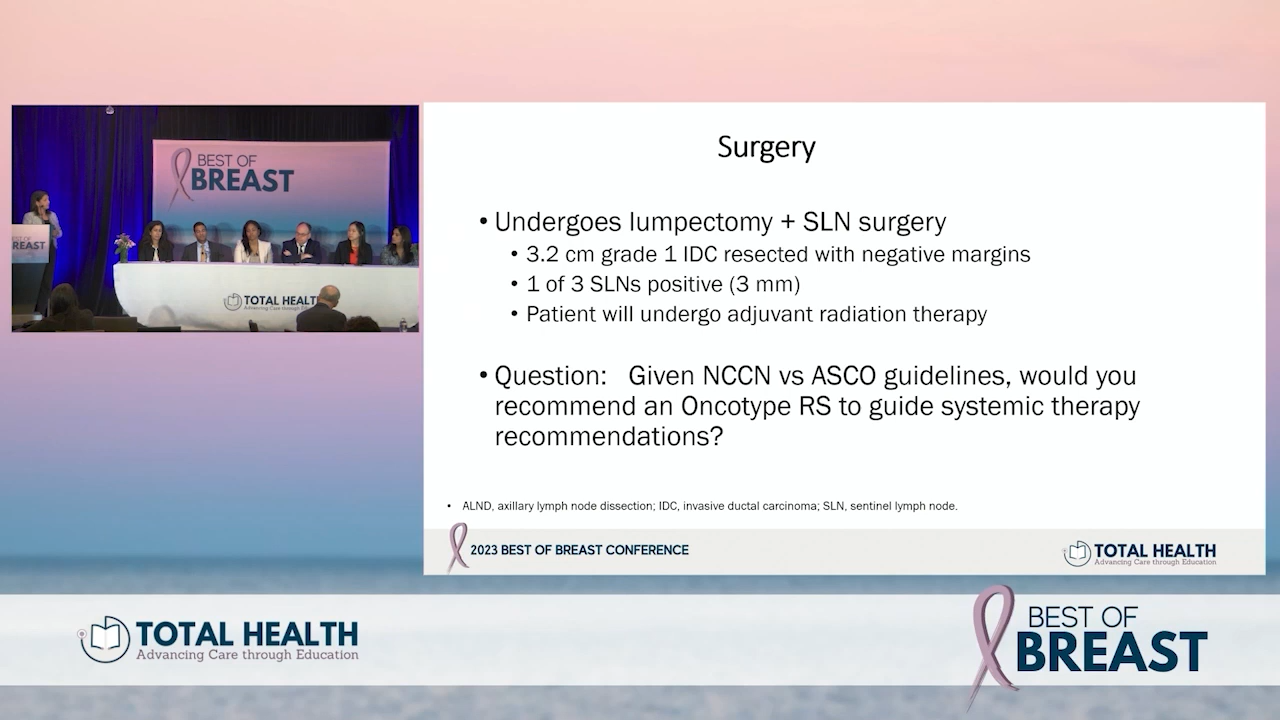 BEST OF
BREAST
REAST
TOTAL HEALTH
Surgery
• Undergoes lumpectomy + SLN surgery
• 3.2 cm grade 1 IDC resected with negative margins
• 1 of 3 SLNs positive (3 mm)
• Patient will undergo adjuvant radiation therapy
• Question: Given NCCN vs ASCO guidelines, would you
recommend an Oncotype RS to guide systemic therapy
recommendations?
• ALND, axillary lymph node dissection; IDC, invasive ductal carcinoma; SLN, sentinel lymph node.
2023 BEST OF BREAST CONFERENCE
TOTAL HEALTH
Advancing Care through Education
TOTAL HEALTH
Advancing Care through Education
BEST OF
BREAST